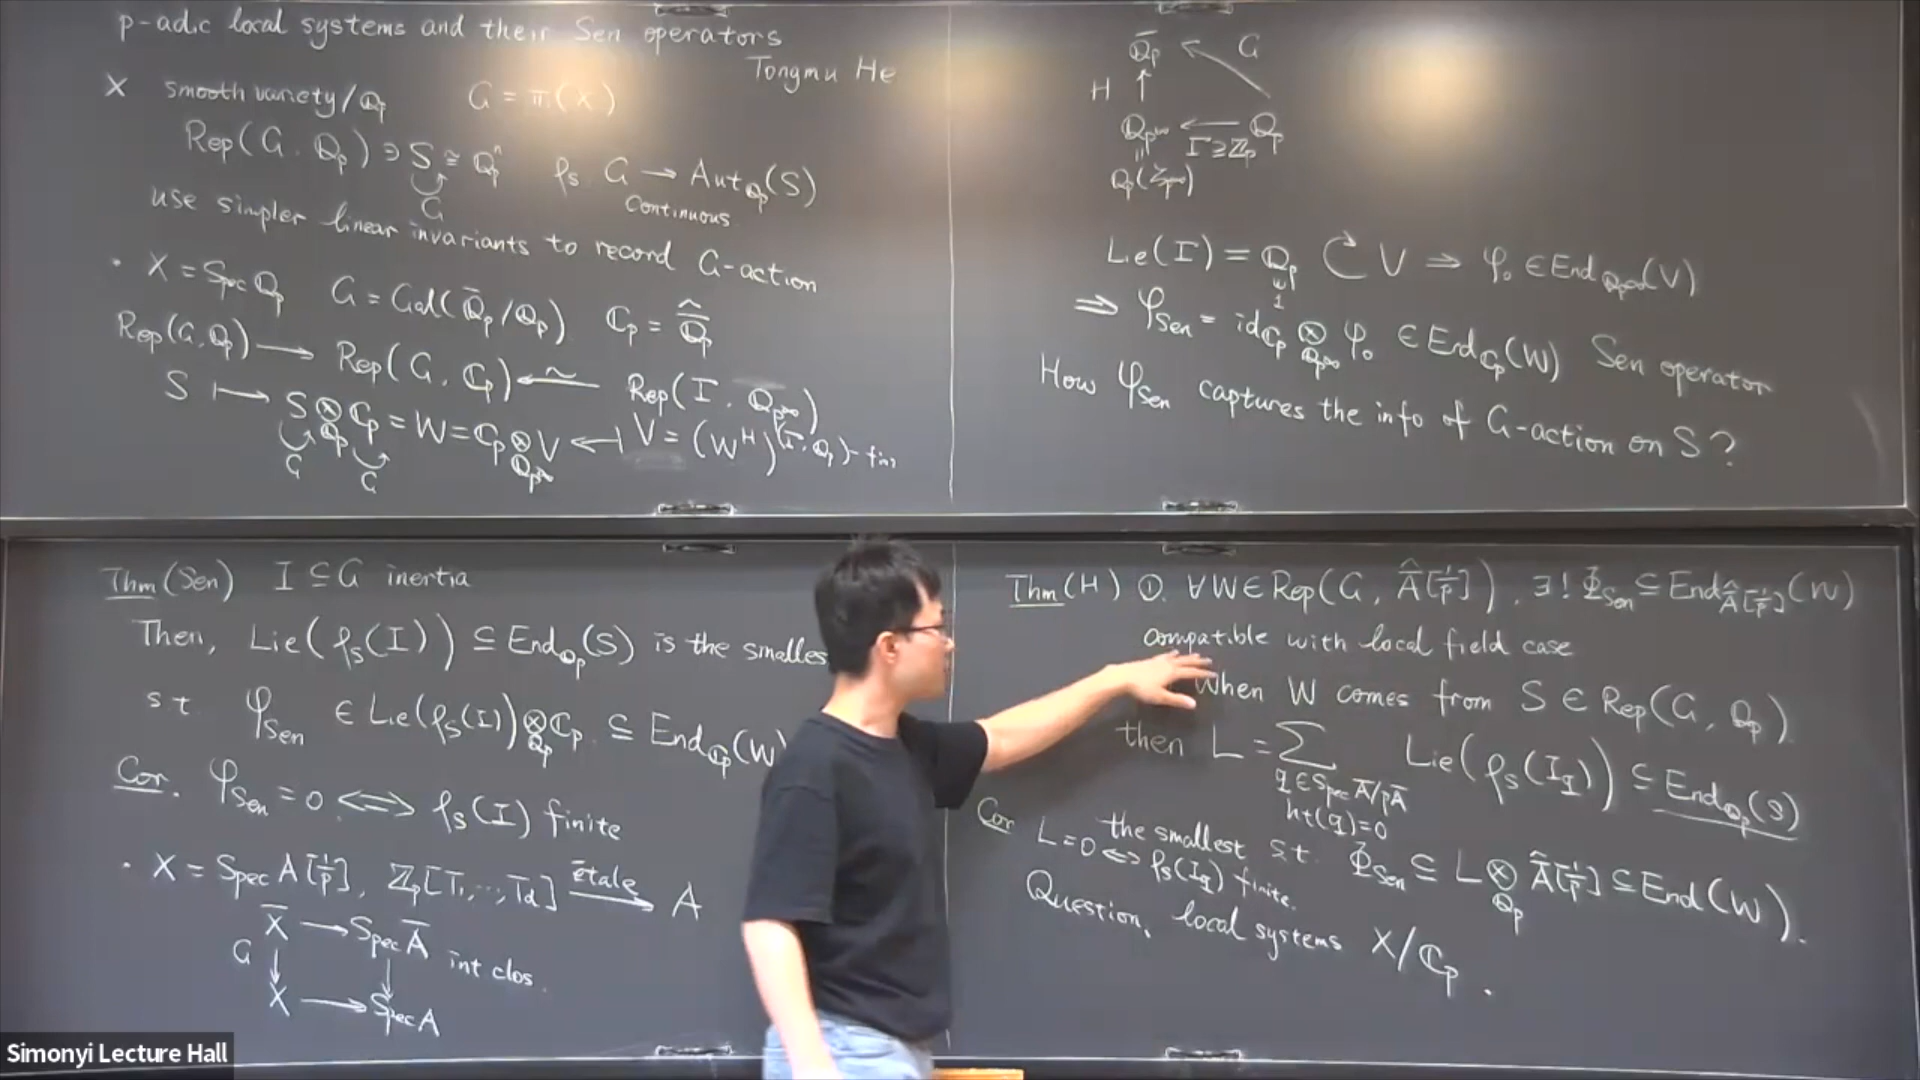 p-adic local systems and their Sen operators
Tongmu He
X smooth variety/ℚp G = π₁(X)
Rep(G, ℚp) ∋ S ≅ ℚpⁿ ρs G → Autℚp(S)
G continuous
use simpler linear invariants to record G-action
· X = Spec ℚp G = Gal(ℚ̄p/ℚp) ℂp = ℚ̄p^
Rep(G, ℚp) → Rep(G, ℂp) ←~ Rep(Γ, ℚp∞)
S ↦ S ⊗ℚp ℂp = W = ℂp ⊗ℚp∞ V ↤ V = (W^H)^(Γ, ℚp)-fin
G G
ℚ̄p ↖ G
H ↑
ℚp∞ ← ℚp
Γ ≅ ℤp
ℚp(ζp∞)
Lie(Γ) = ℚp ⟳ V ⇒ φ₀ ∈ Endℚp∞(V)
1
⇒ φSen = idℂp ⊗ℚp∞ φ₀ ∈ Endℂp(W) Sen operator
How φSen captures the info of G-action on S?
Thm (Sen) I ⊆ G inertia
Then, Lie(ρs(I)) ⊆ Endℚp(S) is the
s.t. φSen ∈ Lie(ρs(I)) ⊗ℚp ℂp ⊆ Endℂp(W)
Cor. φSen = 0 ⟺ ρs(I) finite
· X = Spec A[1/p], ℤp[T₁,…,Td] étale → A
X̄ → Spec Ā int clos.
G ↓ ↓
X → Spec A
Thm (H) ①. ∀W ∈ Rep(G, Â̄[1/p]), ∃! ΦSen ⊆ End Â̄[1/p](W)
compatible with local field case
When W comes from S ∈ Rep(G, ℚp).
then L = Σ Lie(ρs(I𝔮)) ⊆ Endℚp(S)
𝔮 ∈ Spec Ā/pĀ
ht(𝔮)=0
the smallest s.t. ΦSen ⊆ L ⊗ℚp Â̄[1/p] ⊆ End(W).
Cor L=0 ⟺ ρs(I𝔮) finite.
Question. local systems X/ℂp.
Simonyi Lecture Hall